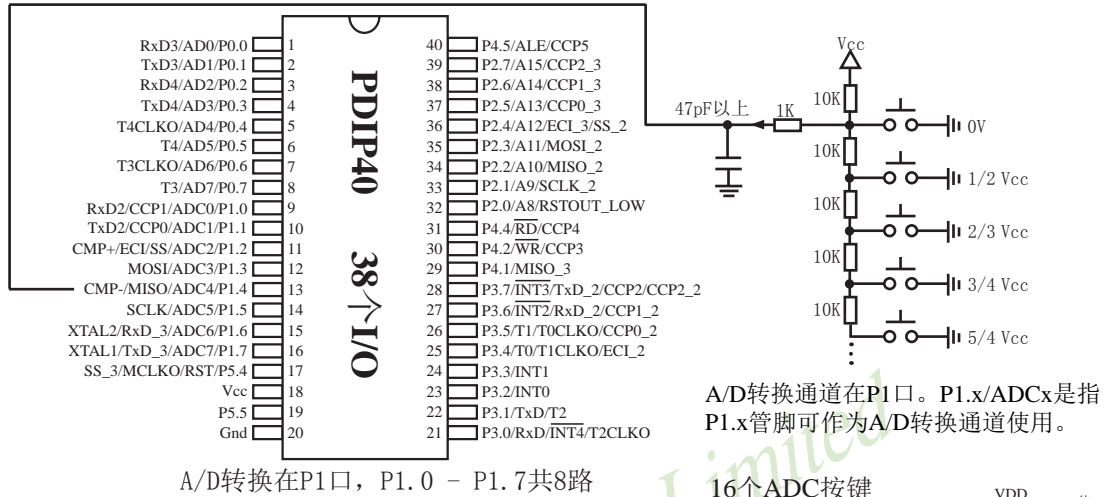 RxD3/AD0/P0.0 1
TxD3/AD1/P0.1 2
RxD4/AD2/P0.2 3
TxD4/AD3/P0.3 4
T4CLKO/AD4/P0.4 5
T4/AD5/P0.5 6
T3CLKO/AD6/P0.6 7
T3/AD7/P0.7 8
RxD2/CCP1/ADC0/P1.0 9
TxD2/CCP0/ADC1/P1.1 10
CMP+/ECI/SS/ADC2/P1.2 11
MOSI/ADC3/P1.3 12
CMP-/MISO/ADC4/P1.4 13
SCLK/ADC5/P1.5 14
XTAL2/RxD_3/ADC6/P1.6 15
XTAL1/TxD_3/ADC7/P1.7 16
SS_3/MCLKO/RST/P5.4 17
Vcc 18
P5.5 19
Gnd 20
PDIP40 38个I/O
40 P4.5/ALE/CCP5
39 P2.7/A15/CCP2_3
38 P2.6/A14/CCP1_3
37 P2.5/A13/CCP0_3
36 P2.4/A12/ECI_3/SS_2
35 P2.3/A11/MOSI_2
34 P2.2/A10/MISO_2
33 P2.1/A9/SCLK_2
32 P2.0/A8/RSTOUT_LOW
31 P4.4/RD/CCP4
30 P4.2/WR/CCP3
29 P4.1/MISO_3
28 P3.7/INT3/TxD_2/CCP2/CCP2_2
27 P3.6/INT2/RxD_2/CCP1_2
26 P3.5/T1/T0CLKO/CCP0_2
25 P3.4/T0/T1CLKO/ECI_2
24 P3.3/INT1
23 P3.2/INT0
22 P3.1/TxD/T2
21 P3.0/RxD/INT4/T2CLKO
A/D转换在P1口，P1.0 - P1.7共8路
Vcc
10K
47pF以上 1K
0V
10K
1/2 Vcc
10K
2/3 Vcc
10K
3/4 Vcc
10K
5/4 Vcc
A/D转换通道在P1口。P1.x/ADCx是指
P1.x管脚可作为A/D转换通道使用。
Limited
16个ADC按键
VDD